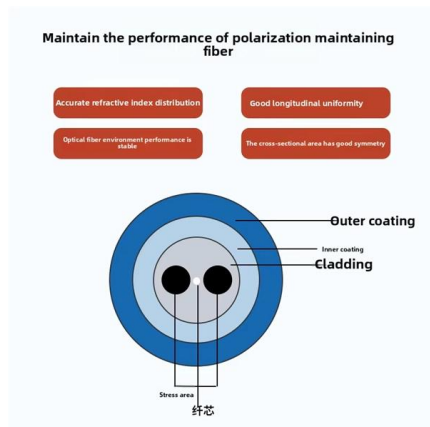 Maintain the performance of polarization maintaining
fiber
Accurate refractive index distribution
Good longitudinal uniformity
Optical fiber environment performance is
stable
The cross-sectional area has good symmetry
Outer coating
Inner coating
Cladding
Stress area
纤芯